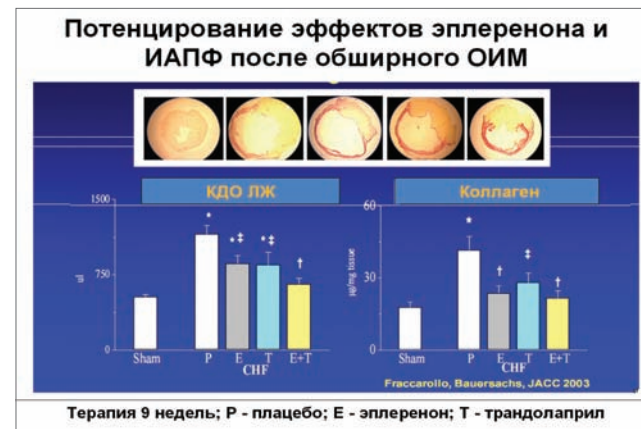 Потенцирование эффектов эплеренона и
ИАПФ после обширного ОИМ
КДО ЛЖ
Коллаген
1500
750
0
ul
*
* ‡
* ‡
†
Sham
P
E
T
E+T
CHF
60
30
0
µg/mg tissue
*
†
‡
†
Sham
P
E
T
E+T
CHF
Fraccarollo, Bauersachs, JACC 2003
Терапия 9 недель; P - плацебо; E - эплеренон; T - трандолаприл